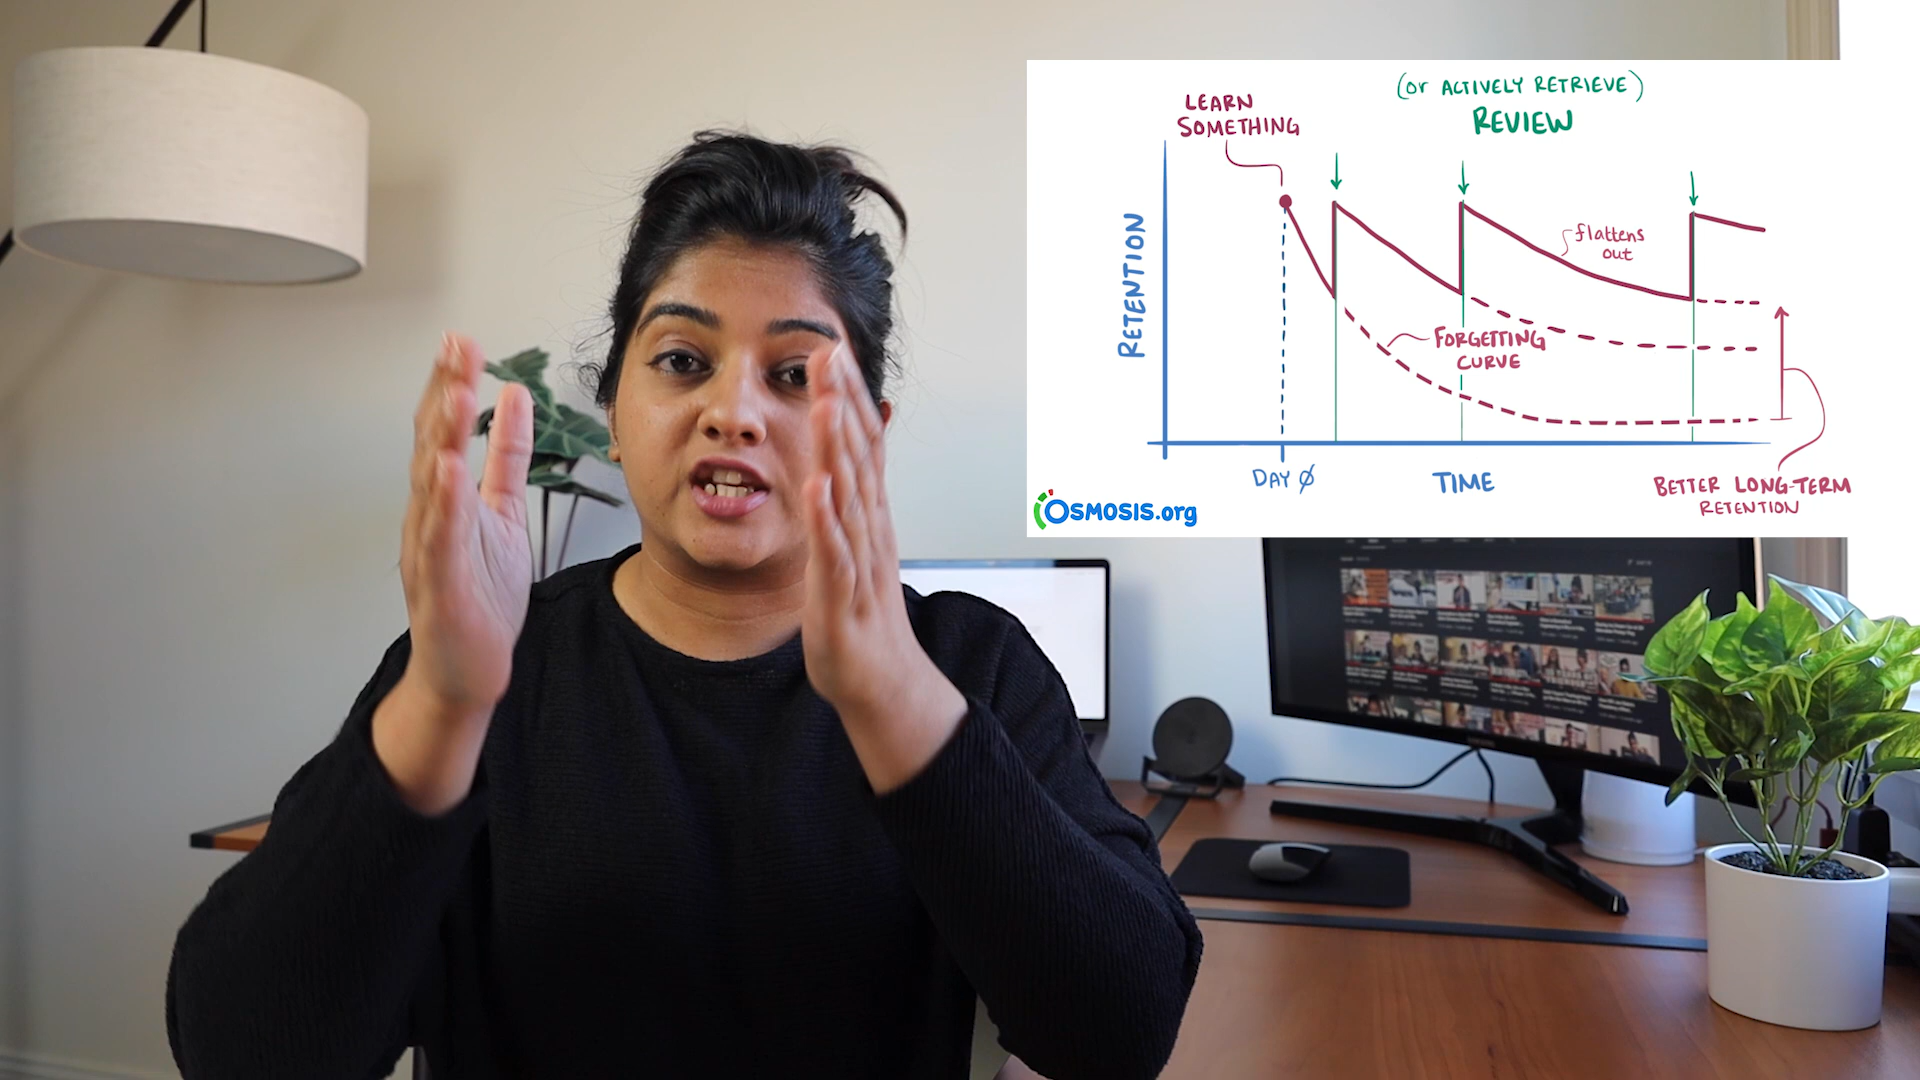 (or ACTIVELY RETRIEVE)
REVIEW
LEARN
SOMETHING
RETENTION
flattens
out
FORGETTING
CURVE
DAY 0
TIME
BETTER LONG-TERM
RETENTION
OSMOSIS.org